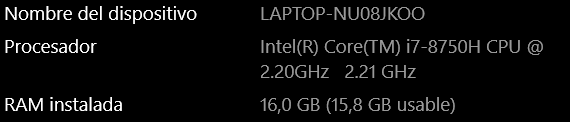 Nombre del dispositivo LAPTOP-NU08JKOO
Procesador Intel(R) Core(TM) i7-8750H CPU @
2.20GHz 2.21 GHz
RAM instalada 16,0 GB (15,8 GB usable)